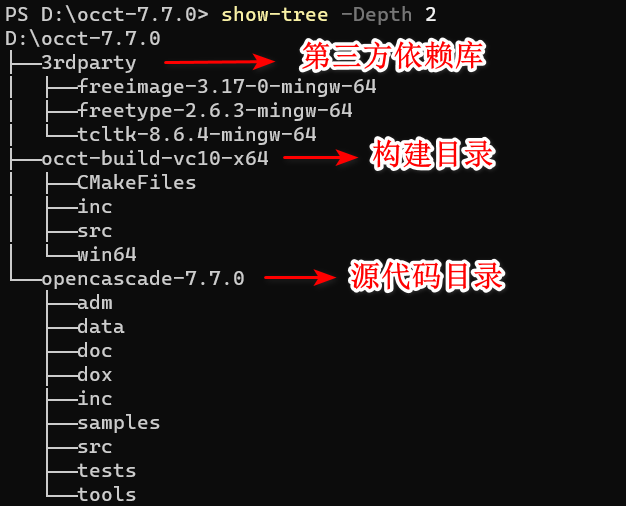 PS D:\occt-7.7.0> show-tree -Depth 2
D:\occt-7.7.0
├──3rdparty 第三方依赖库
│  ├──freeimage-3.17-0-mingw-64
│  ├──freetype-2.6.3-mingw-64
│  └──tcltk-8.6.4-mingw-64
├──occt-build-vc10-x64 构建目录
│  ├──CMakeFiles
│  ├──inc
│  ├──src
│  └──win64
└──opencascade-7.7.0 源代码目录
   ├──adm
   ├──data
   ├──doc
   ├──dox
   ├──inc
   ├──samples
   ├──src
   ├──tests
   └──tools